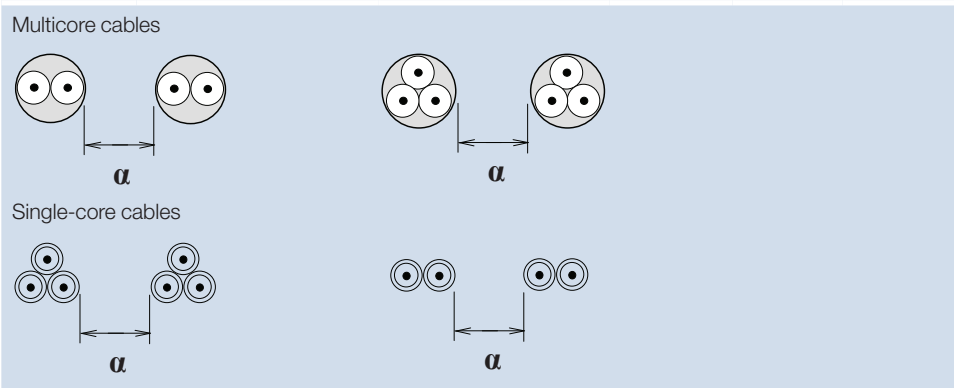 Multicore cables
α α
Single-core cables
α α